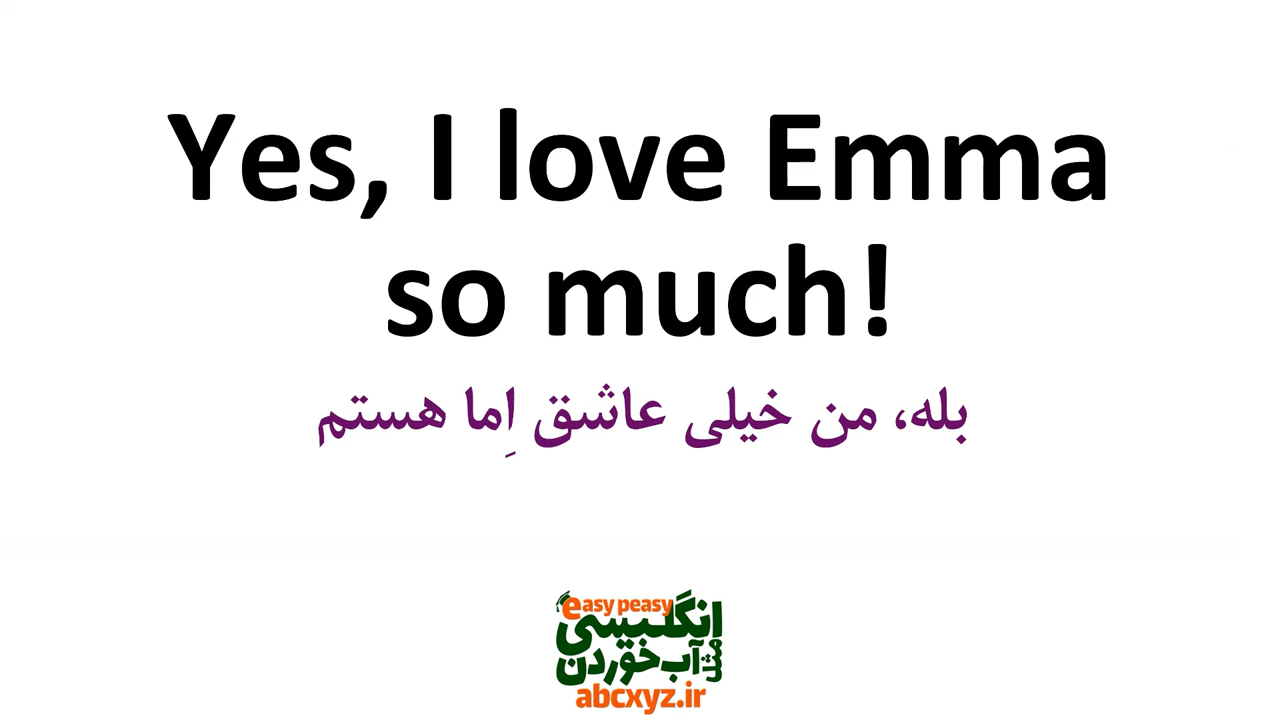 Yes, I love Emma
so much!
بله، من خیلی عاشق اِما هستم
easy peasy
انگلیسی
مثل آب خوردن
abcxyz.ir